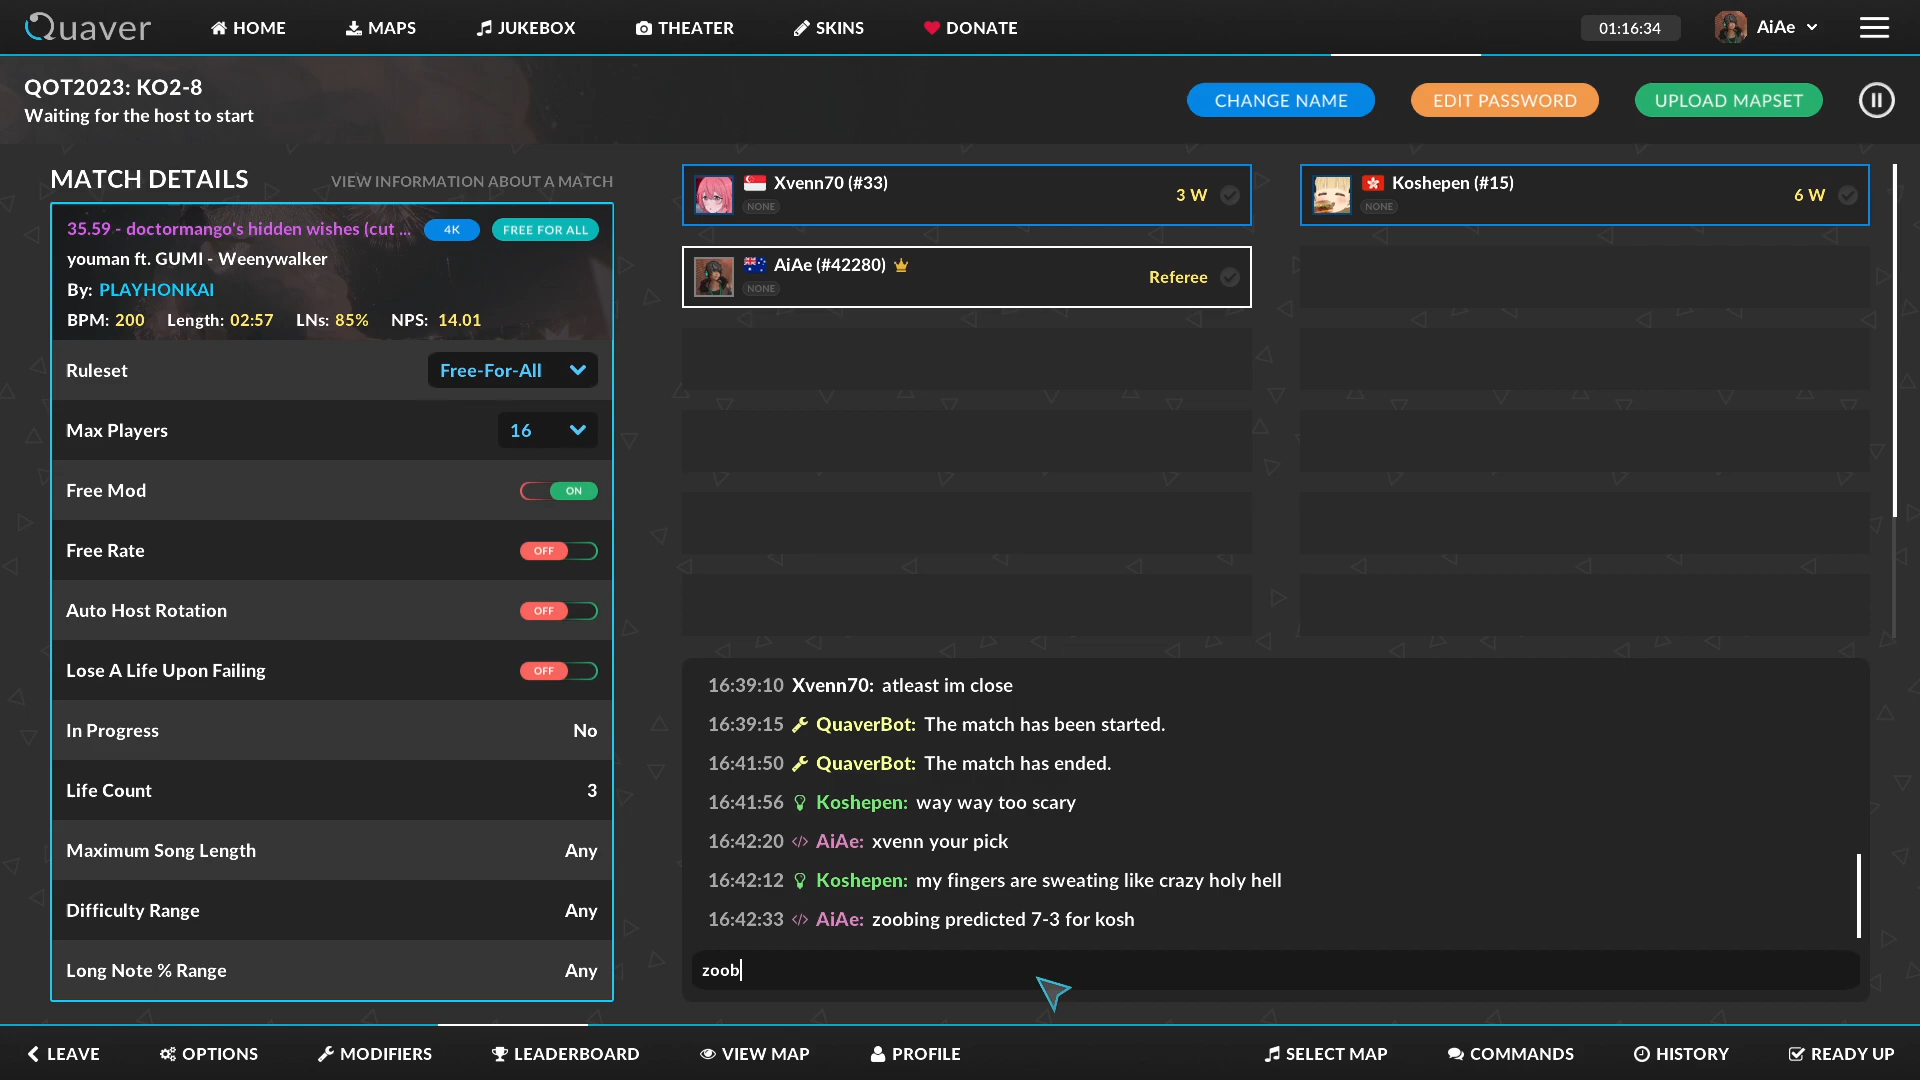 Quaver
HOME
MAPS
JUKEBOX
THEATER
SKINS
DONATE
01:16:34
AiAe
QOT2023: KO2-8
Waiting for the host to start
CHANGE NAME
EDIT PASSWORD
UPLOAD MAPSET
MATCH DETAILS
VIEW INFORMATION ABOUT A MATCH
35.59 - doctormango's hidden wishes (cut ...
4K
FREE FOR ALL
youman ft. GUMI - Weenywalker
By: PLAYHONKAI
BPM: 200 Length: 02:57 LNs: 85% NPS: 14.01
Ruleset
Free-For-All
Max Players
16
Free Mod
ON
Free Rate
OFF
Auto Host Rotation
OFF
Lose A Life Upon Failing
OFF
In Progress
No
Life Count
3
Maximum Song Length
Any
Difficulty Range
Any
Long Note % Range
Any
Xvenn70 (#33)
NONE
3 W
Koshepen (#15)
NONE
6 W
AiAe (#42280)
NONE
Referee
16:39:10 Xvenn70: atleast im close
16:39:15 QuaverBot: The match has been started.
16:41:50 QuaverBot: The match has ended.
16:41:56 Koshepen: way way too scary
16:42:20 </> AiAe: xvenn your pick
16:42:12 Koshepen: my fingers are sweating like crazy holy hell
16:42:33 </> AiAe: zoobing predicted 7-3 for kosh
zoob
LEAVE
OPTIONS
MODIFIERS
LEADERBOARD
VIEW MAP
PROFILE
SELECT MAP
COMMANDS
HISTORY
READY UP